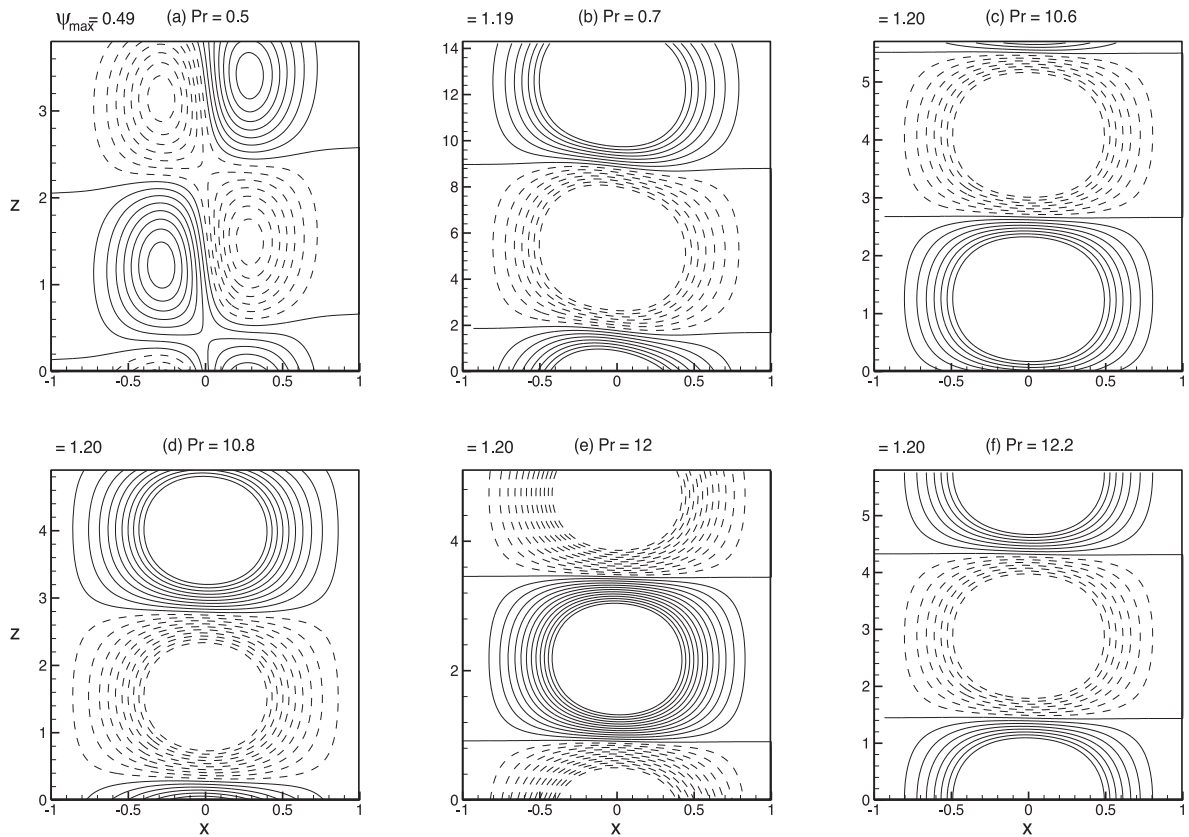 ψmax = 0.49 (a) Pr = 0.5
= 1.19 (b) Pr = 0.7
= 1.20 (c) Pr = 10.6
z
3
2
1
0
-1 -0.5 0 0.5 1
x
14
12
10
8
6
4
2
0
-1 -0.5 0 0.5 1
5
4
3
2
1
0
-1 -0.5 0 0.5 1
= 1.20 (d) Pr = 10.8
= 1.20 (e) Pr = 12
= 1.20 (f) Pr = 12.2
z
4
3
2
1
0
-1 -0.5 0 0.5 1
x
4
2
0
-1 -0.5 0 0.5 1
x
5
4
3
2
1
0
-1 -0.5 0 0.5 1
x